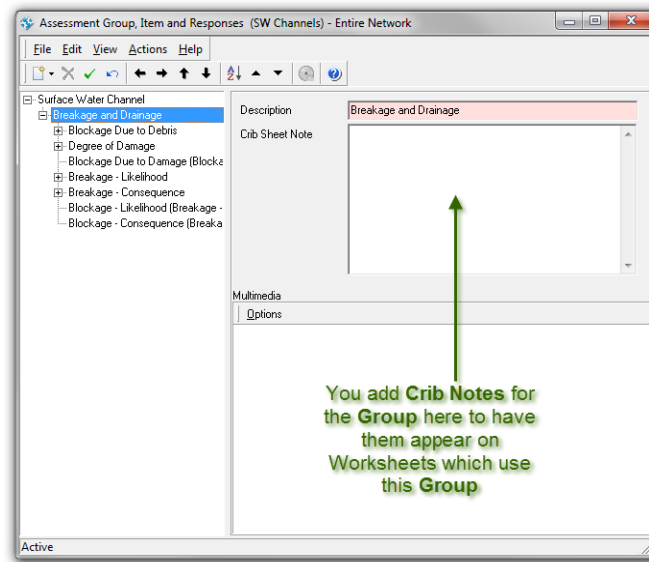 Assessment Group, Item and Responses (SW Channels) - Entire Network
File Edit View Actions Help
Surface Water Channel
Breakage and Drainage
Blockage Due to Debris
Degree of Damage
Blockage Due to Damage (Blocka
Breakage - Likelihood
Breakage - Consequence
Blockage - Likelihood (Breakage -
Blockage - Consequence (Breaka
Description
Breakage and Drainage
Crib Sheet Note
Multimedia
Options
You add Crib Notes for
the Group here to have
them appear on
Worksheets which use
this Group
Active